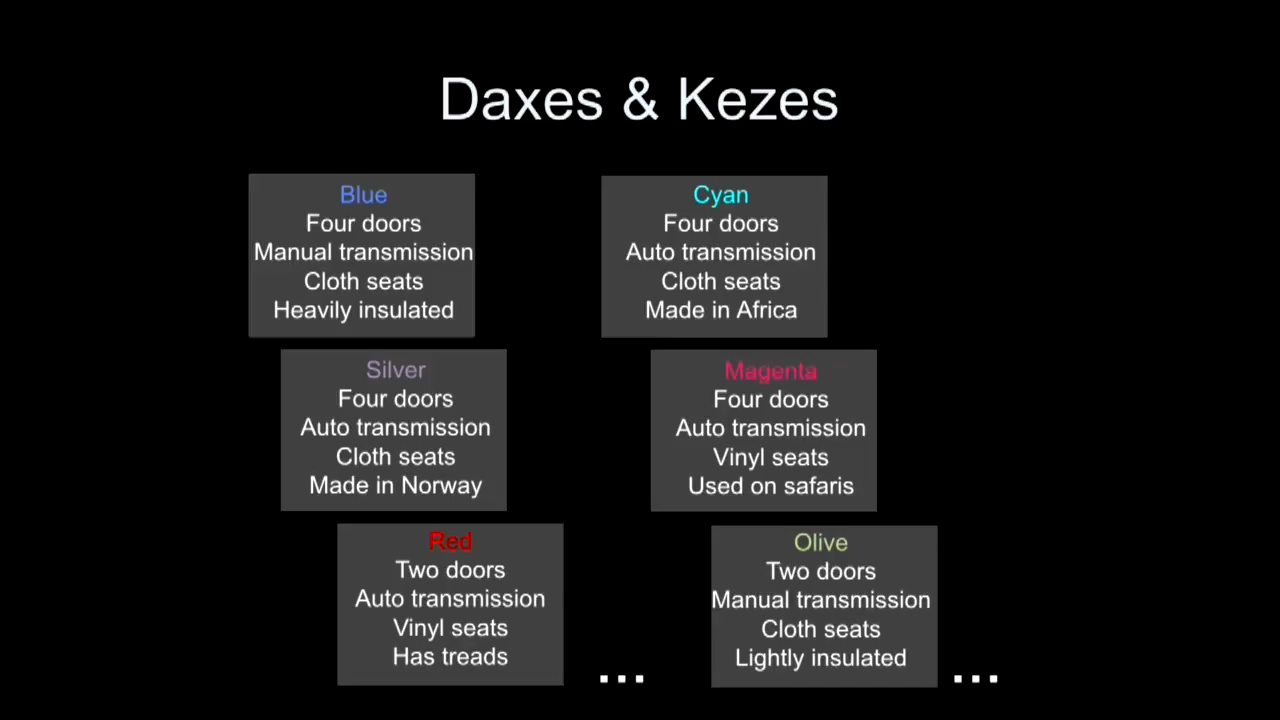 Daxes & Kezes
Blue
Four doors
Manual transmission
Cloth seats
Heavily insulated
Cyan
Four doors
Auto transmission
Cloth seats
Made in Africa
Silver
Four doors
Auto transmission
Cloth seats
Made in Norway
Magenta
Four doors
Auto transmission
Vinyl seats
Used on safaris
Red
Two doors
Auto transmission
Vinyl seats
Has treads
...
Olive
Two doors
Manual transmission
Cloth seats
Lightly insulated
...